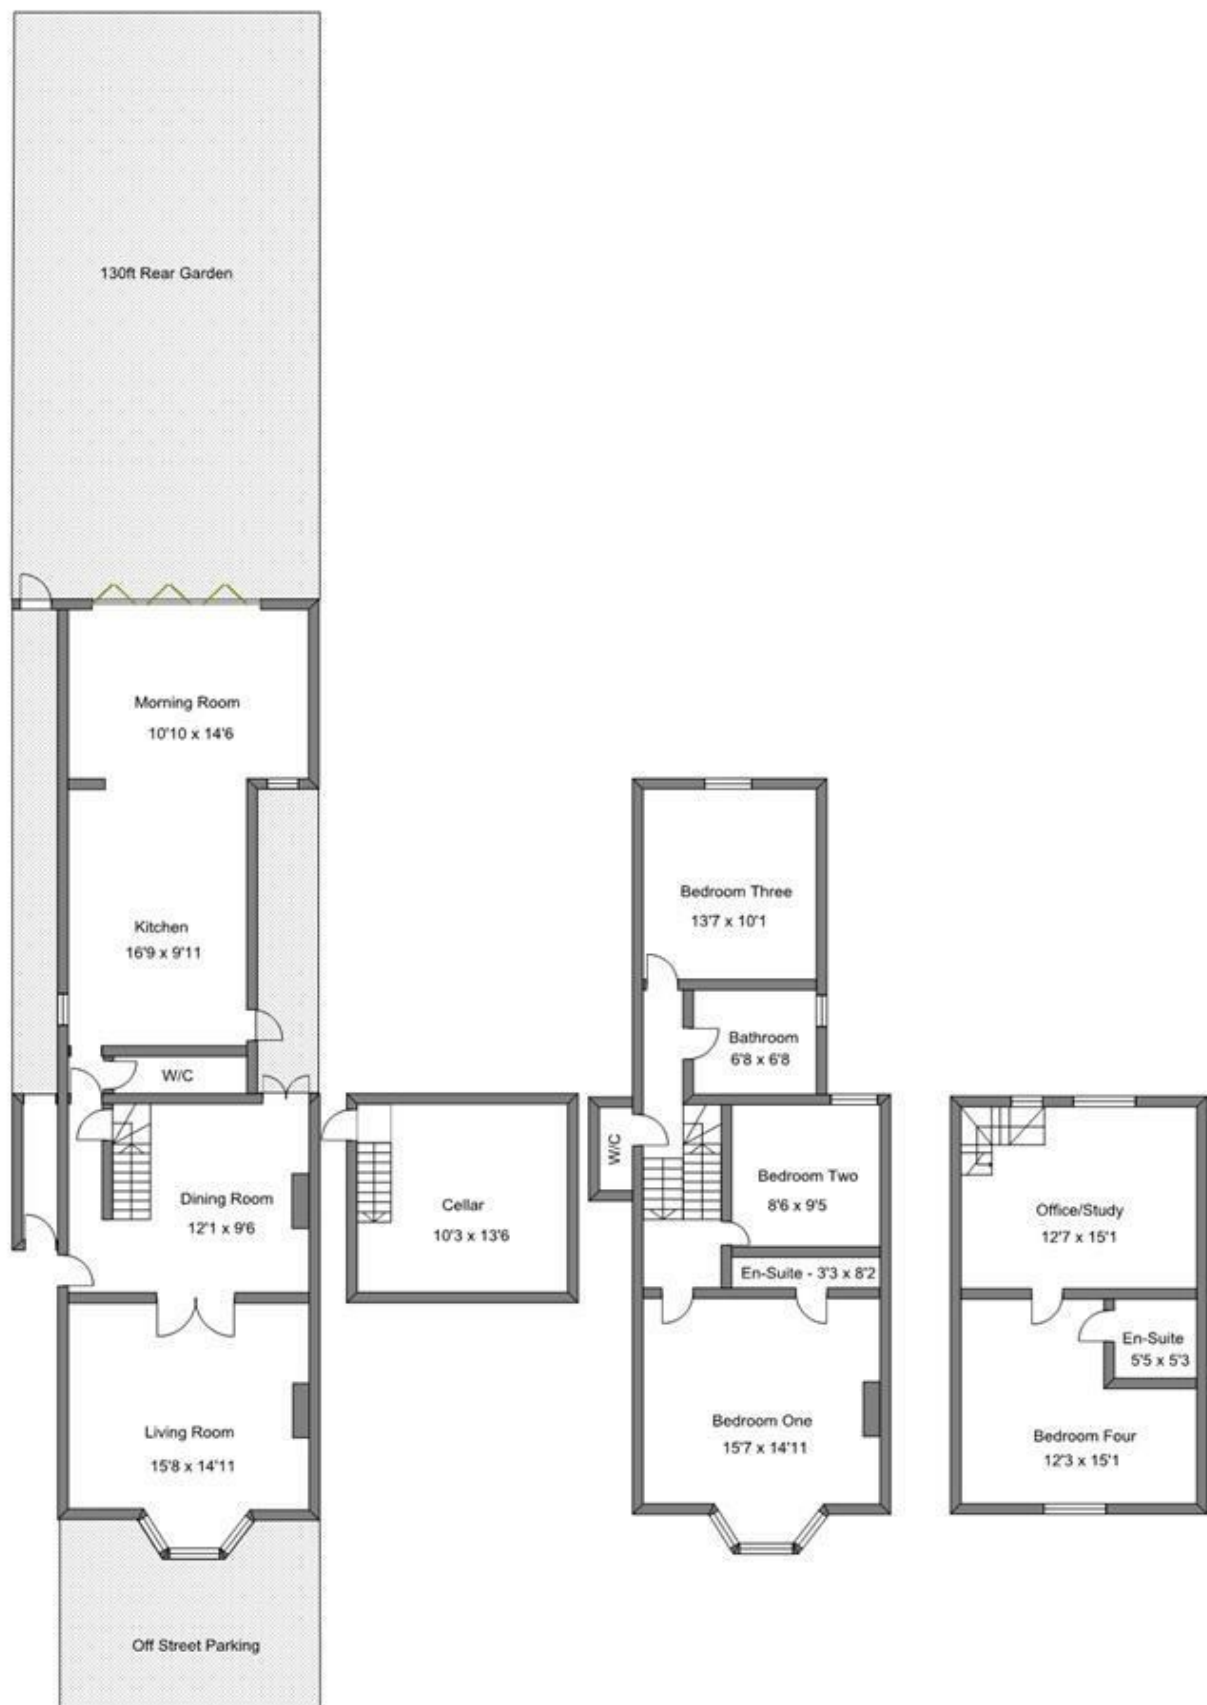 130ft Rear Garden
Morning Room
10'10 x 14'6
Kitchen
16'9 x 9'11
W/C
Dining Room
12'1 x 9'6
Living Room
15'8 x 14'11
Off Street Parking
Cellar
10'3 x 13'6
Bedroom Three
13'7 x 10'1
Bathroom
6'8 x 6'8
W/C
Bedroom Two
8'6 x 9'5
En-Suite - 3'3 x 8'2
Bedroom One
15'7 x 14'11
Office/Study
12'7 x 15'1
En-Suite
5'5 x 5'3
Bedroom Four
12'3 x 15'1